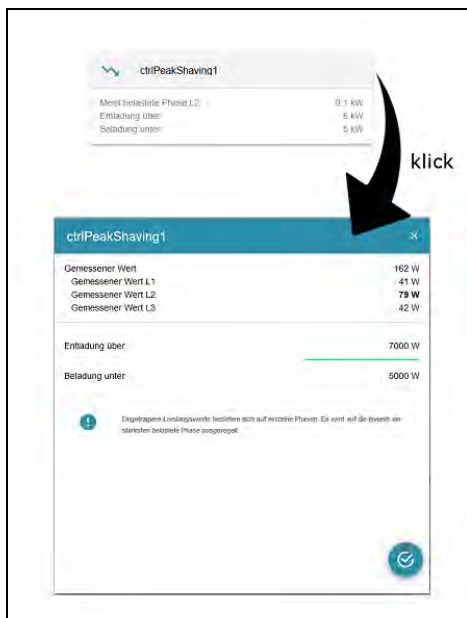 ctrlPeakShaving1
Meist belastete Phase L2 0.1 kW
Entladung über 6 kW
Beladung unter 5 kW
klick
ctrlPeakShaving1 ×
Gemessener Wert 162 W
Gemessener Wert L1 41 W
Gemessener Wert L2 79 W
Gemessener Wert L3 42 W
Entladung über 7000 W
Beladung unter 5000 W
Eingetragene Leistungswerte beziehen sich auf einzelne Phasen. Es wird auf die jeweils am
stärksten belastete Phase ausgeregelt.